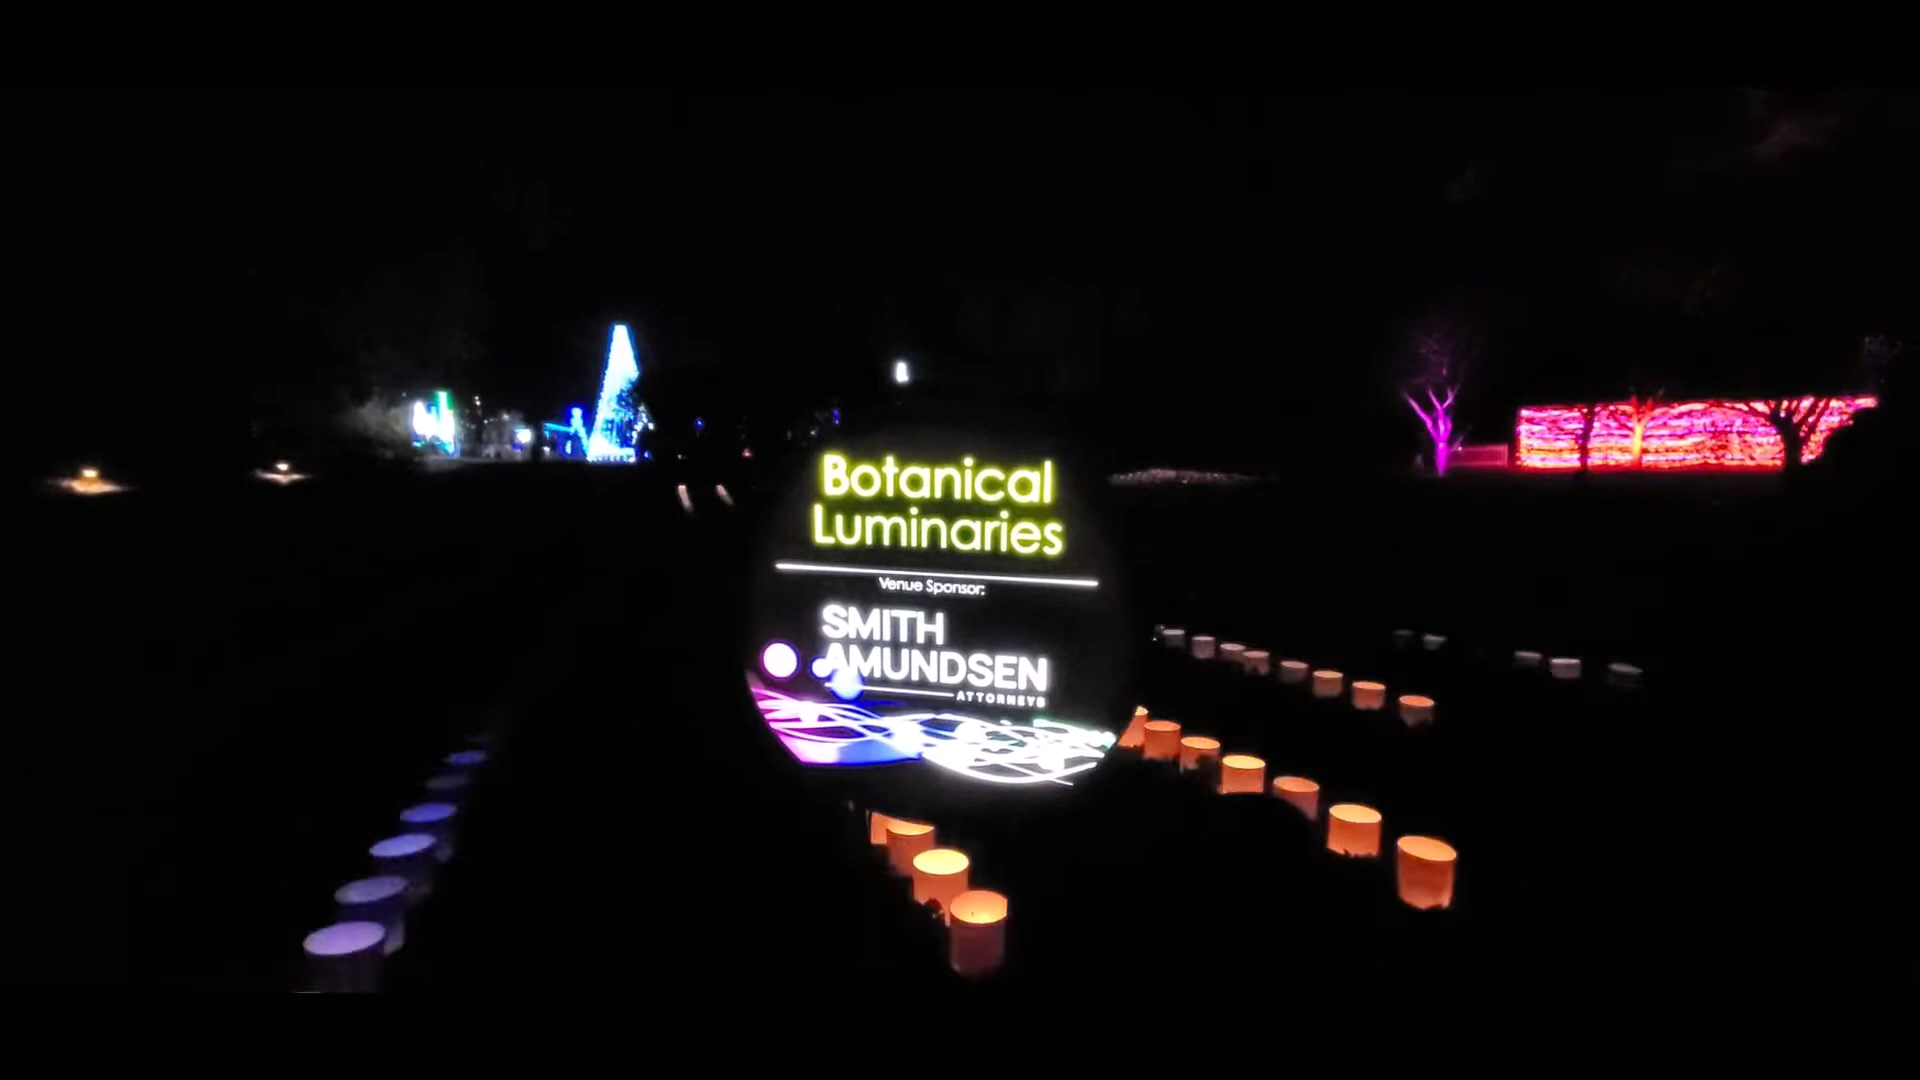 Botanical
Luminaries
Venue Sponsor:
SMITH
AMUNDSEN
ATTORNEYS